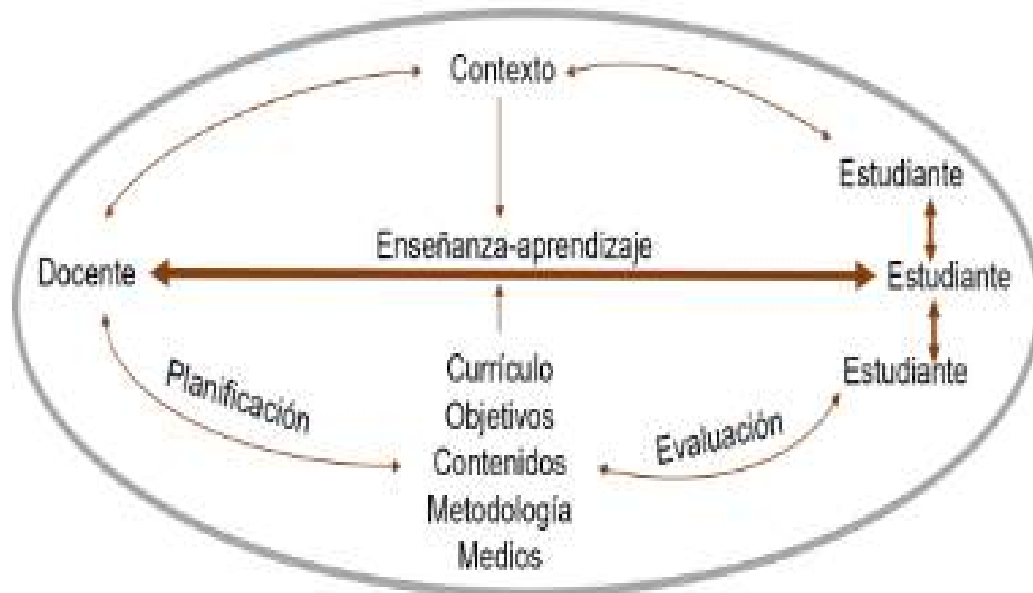 Contexto
Estudiante
Enseñanza-aprendizaje
Docente
Estudiante
Estudiante
Planificación
Currículo
Objetivos
Contenidos
Metodología
Medios
Evaluación